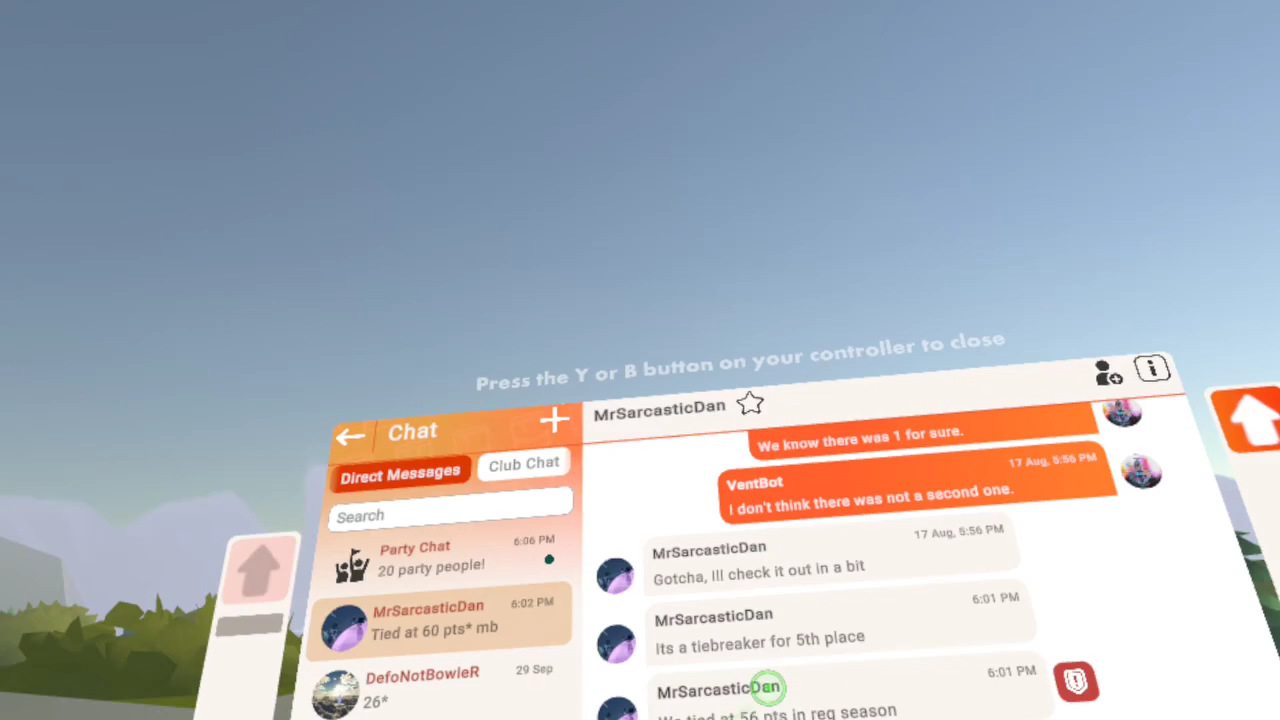 Press the Y or B button on your controller to close
Chat
Direct Messages
Club Chat
Search
Party Chat
6:06 PM
20 party people!
MrSarcasticDan
6:02 PM
Tied at 60 pts* mb
DefoNotBowleR
29 Sep
26*
MrSarcasticDan
We know there was 1 for sure.
17 Aug, 5:56 PM
VentBot
I don't think there was not a second one.
17 Aug, 5:56 PM
MrSarcasticDan
Gotcha, Ill check it out in a bit
6:01 PM
MrSarcasticDan
Its a tiebreaker for 5th place
6:01 PM
MrSarcasticDan
We tied at 56 pts in reg season